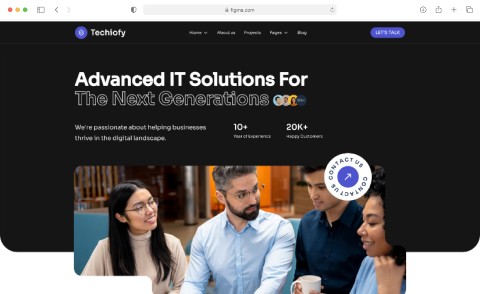 figma.com
Techlofy
Home
About us
Projects
Pages
Blog
LET'S TALK
Advanced IT Solutions For
The Next Generations
We're passionate about helping businesses
thrive in the digital landscape.
10+
Year of Experience
20K+
Happy Customers
CONTACT US CONTACT US